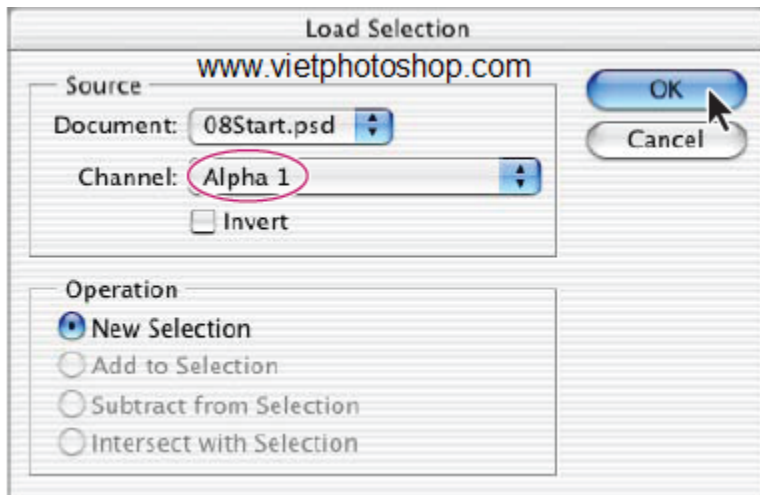 Load Selection
www.vietphotoshop.com
Source
OK
Document: 08Start.psd
Cancel
Channel: Alpha 1
Invert
Operation
New Selection
Add to Selection
Subtract from Selection
Intersect with Selection